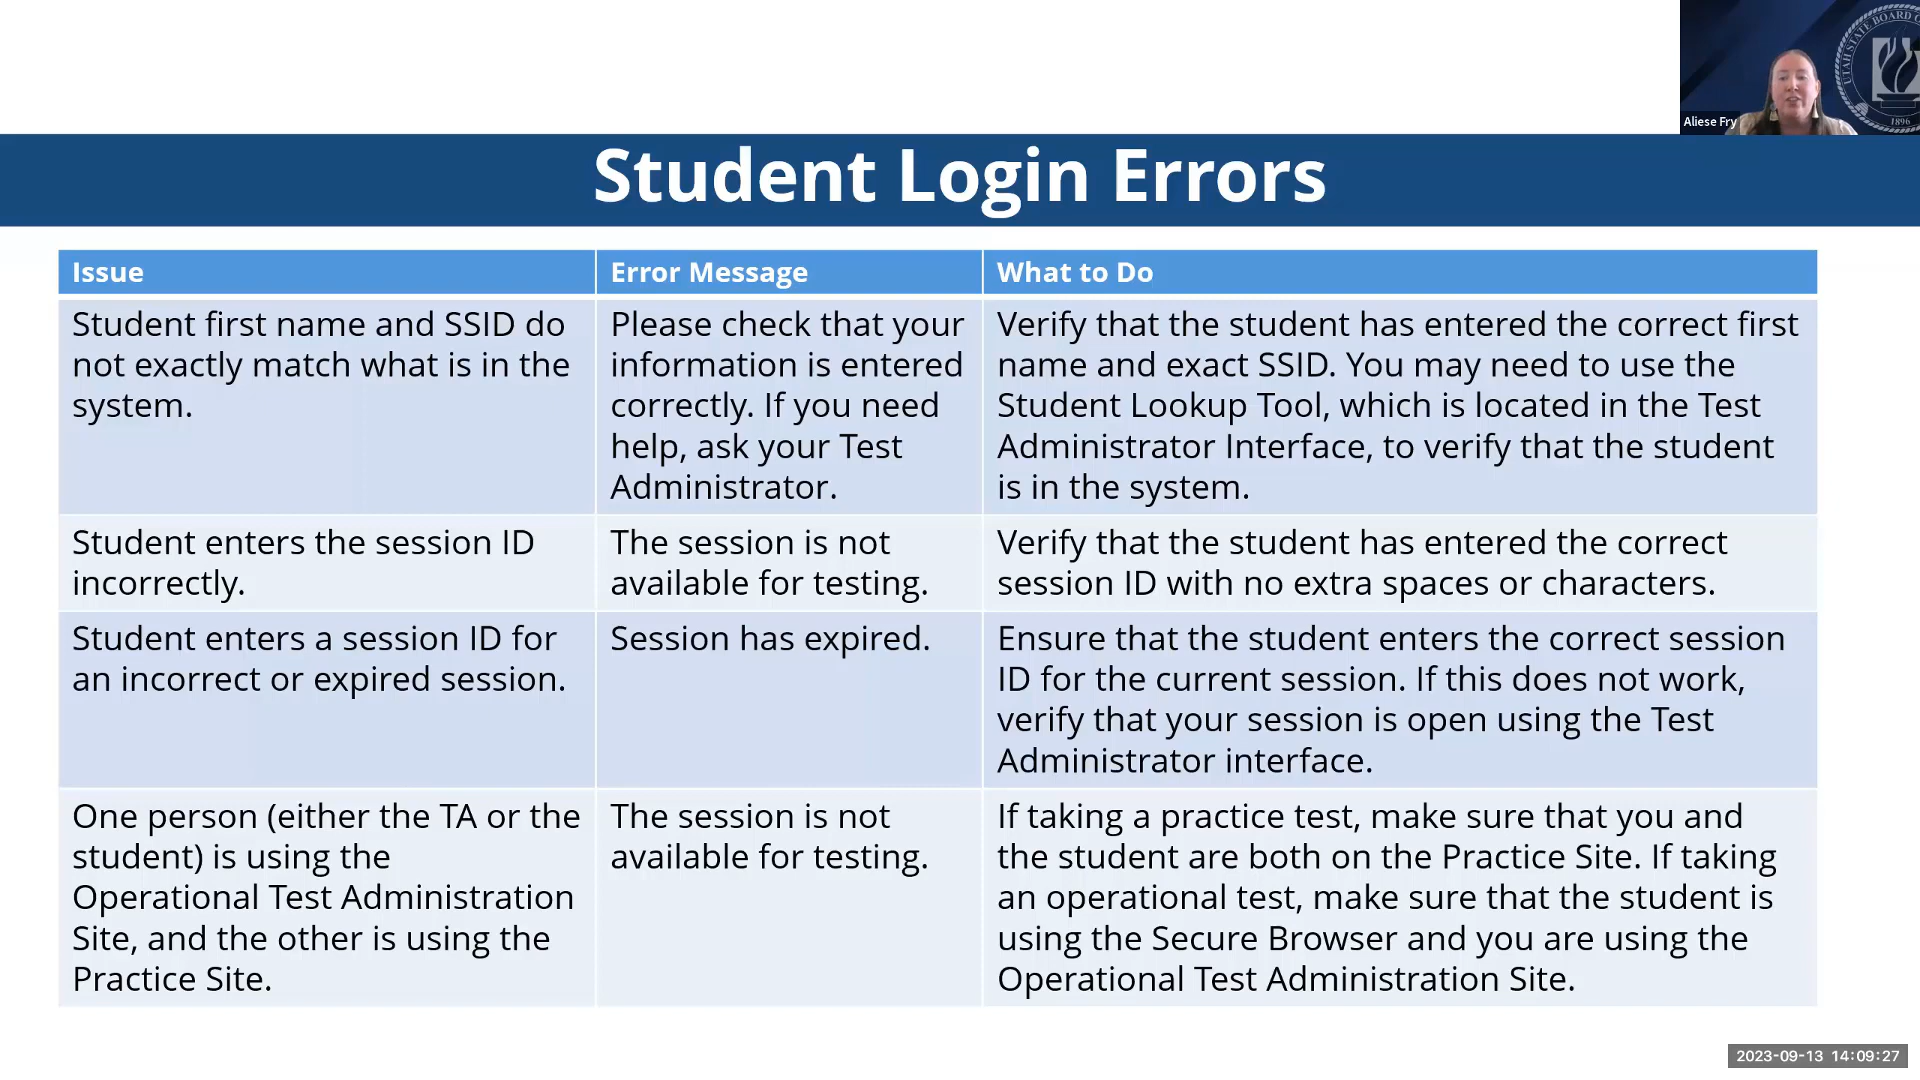 UTAH STATE BOARD O
1896
Aliese Fry
Student Login Errors
Issue
Error Message
What to Do
Student first name and SSID do
not exactly match what is in the
system.
Please check that your
information is entered
correctly. If you need
help, ask your Test
Administrator.
Verify that the student has entered the correct first
name and exact SSID. You may need to use the
Student Lookup Tool, which is located in the Test
Administrator Interface, to verify that the student
is in the system.
Student enters the session ID
incorrectly.
The session is not
available for testing.
Verify that the student has entered the correct
session ID with no extra spaces or characters.
Student enters a session ID for
an incorrect or expired session.
Session has expired.
Ensure that the student enters the correct session
ID for the current session. If this does not work,
verify that your session is open using the Test
Administrator interface.
One person (either the TA or the
student) is using the
Operational Test Administration
Site, and the other is using the
Practice Site.
The session is not
available for testing.
If taking a practice test, make sure that you and
the student are both on the Practice Site. If taking
an operational test, make sure that the student is
using the Secure Browser and you are using the
Operational Test Administration Site.
2023-09-13 14:09:27